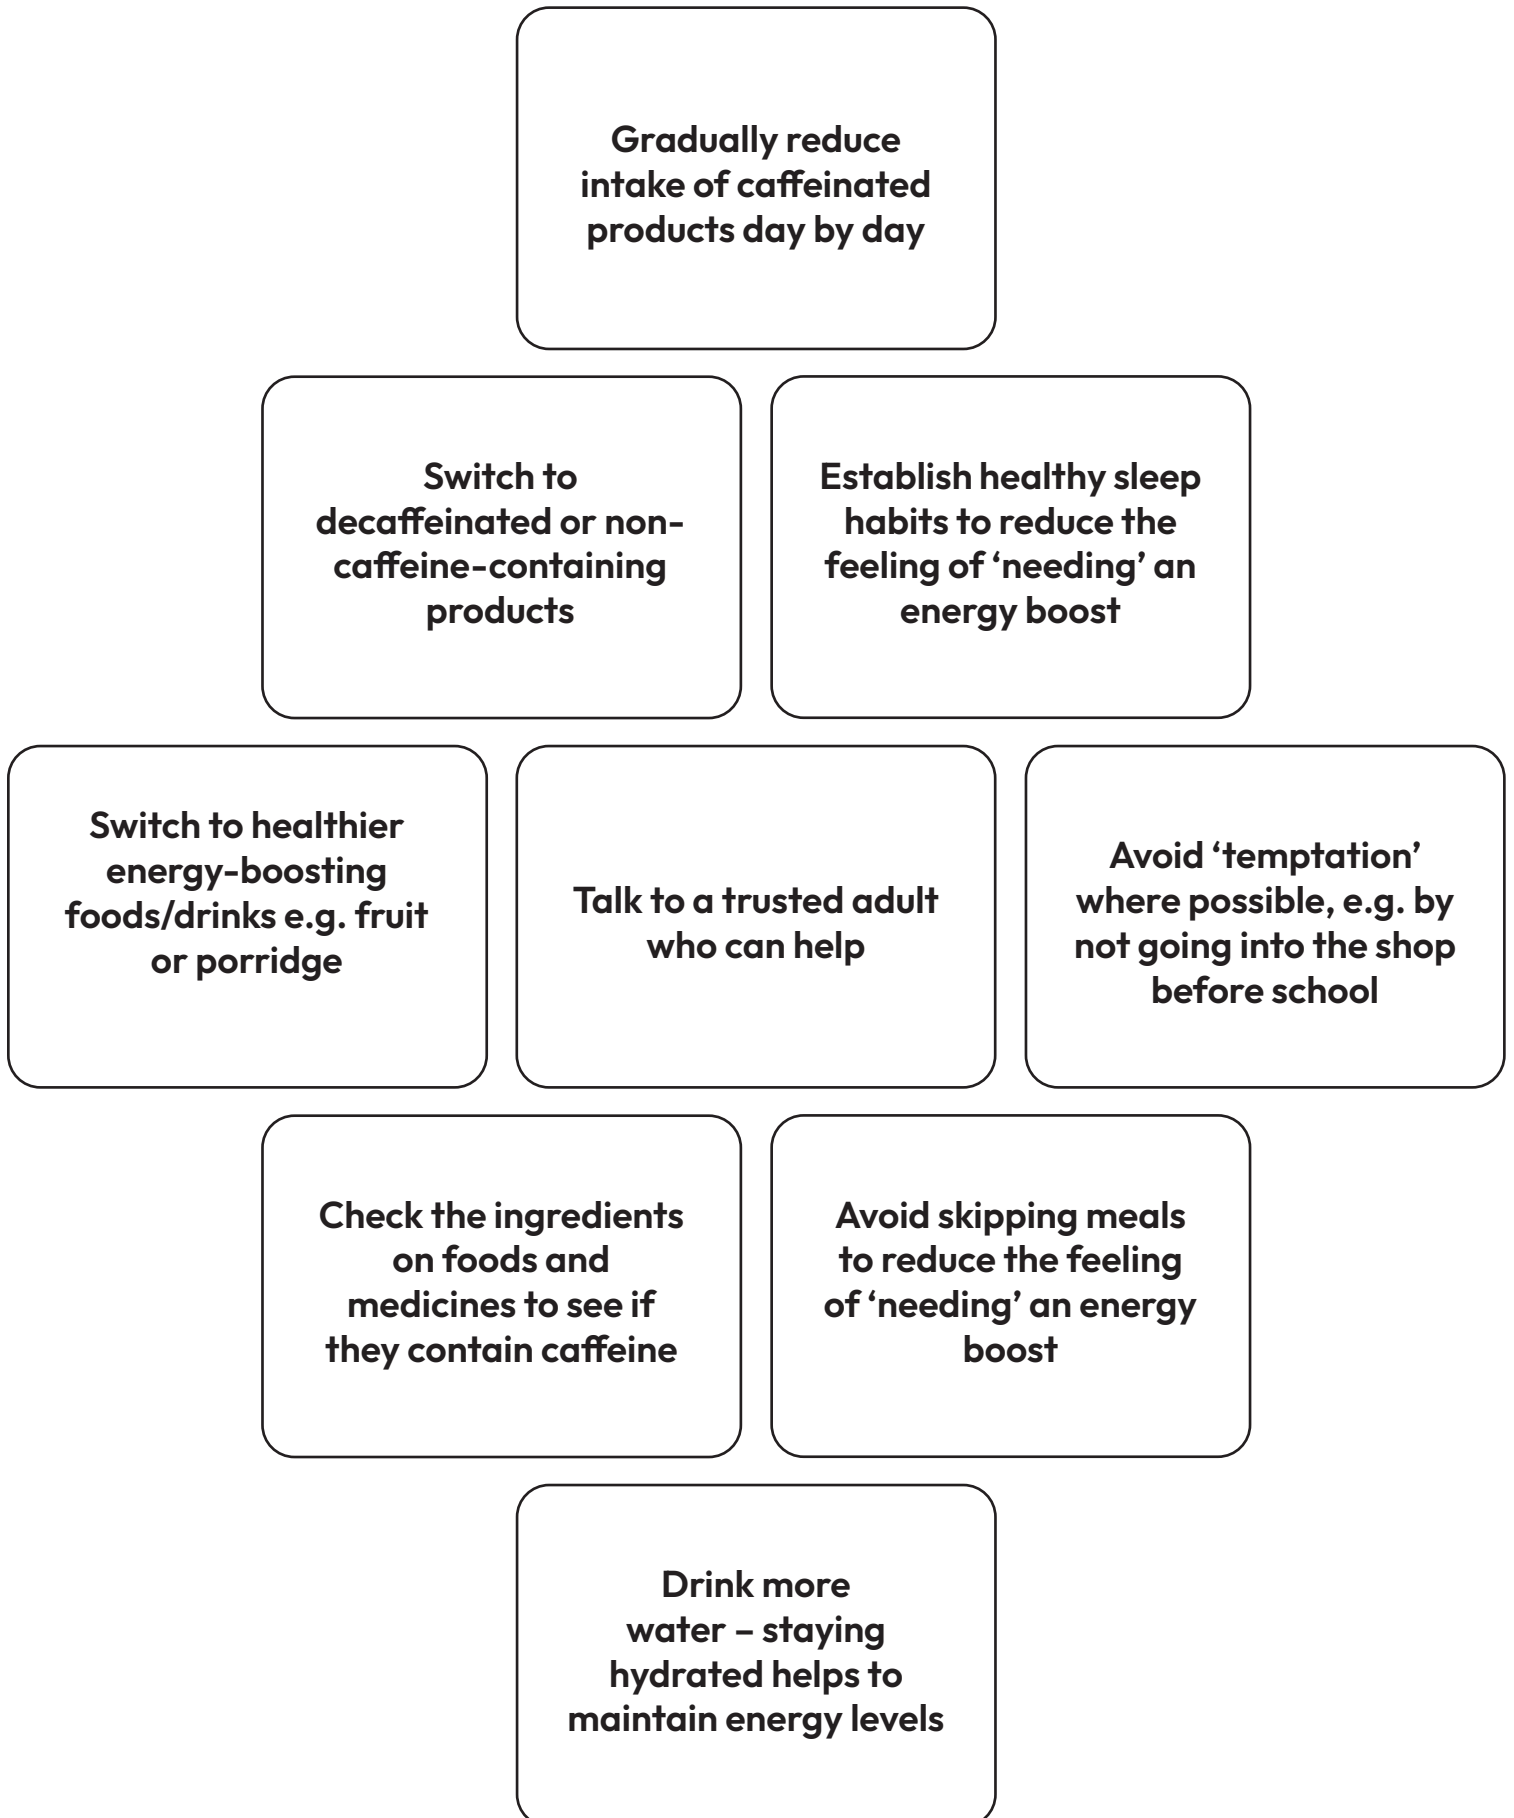 Gradually reduce
intake of caffeinated
products day by day
Switch to
decaffeinated or non-
caffeine-containing
products
Establish healthy sleep
habits to reduce the
feeling of ‘needing’ an
energy boost
Switch to healthier
energy-boosting
foods/drinks e.g. fruit
or porridge
Talk to a trusted adult
who can help
Avoid ‘temptation’
where possible, e.g. by
not going into the shop
before school
Check the ingredients
on foods and
medicines to see if
they contain caffeine
Avoid skipping meals
to reduce the feeling
of ‘needing’ an energy
boost
Drink more
water – staying
hydrated helps to
maintain energy levels